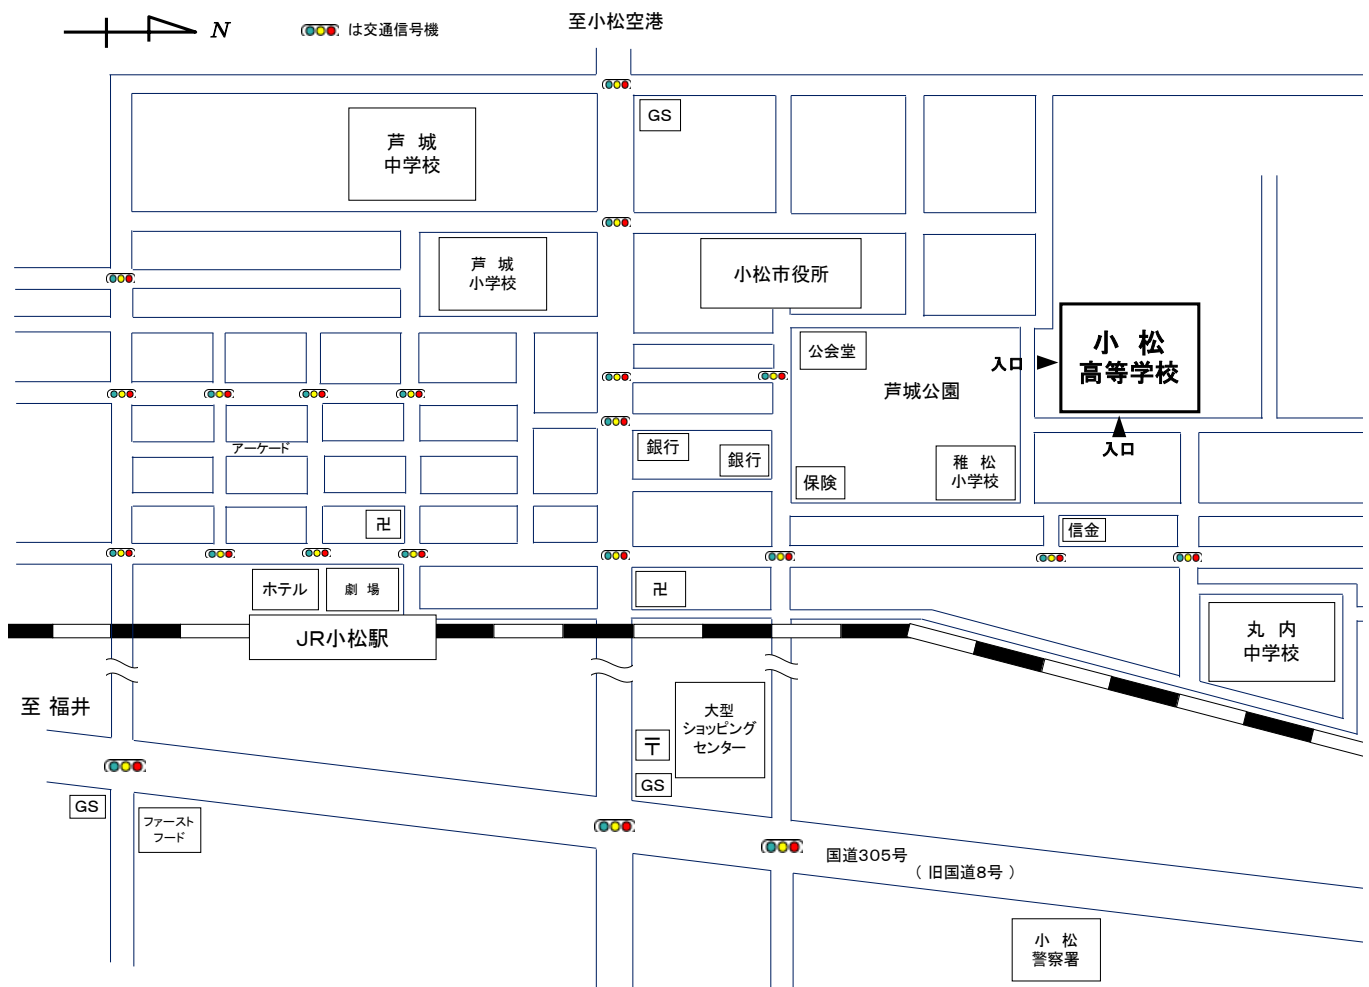 至小松空港
N
は交通信号機
GS
芦 城
中学校
芦 城
小学校
小松市役所
公会堂
芦城公園
小 松
高等学校
入口
入口
アーケード
銀行
銀行
保険
稚 松
小学校
卍
信金
ホテル
劇 場
卍
JR小松駅
丸 内
中学校
至 福井
大型
ショッピング
センター
〒
GS
GS
ファースト
フード
国道305号
( 旧国道8号 )
小 松
警察署